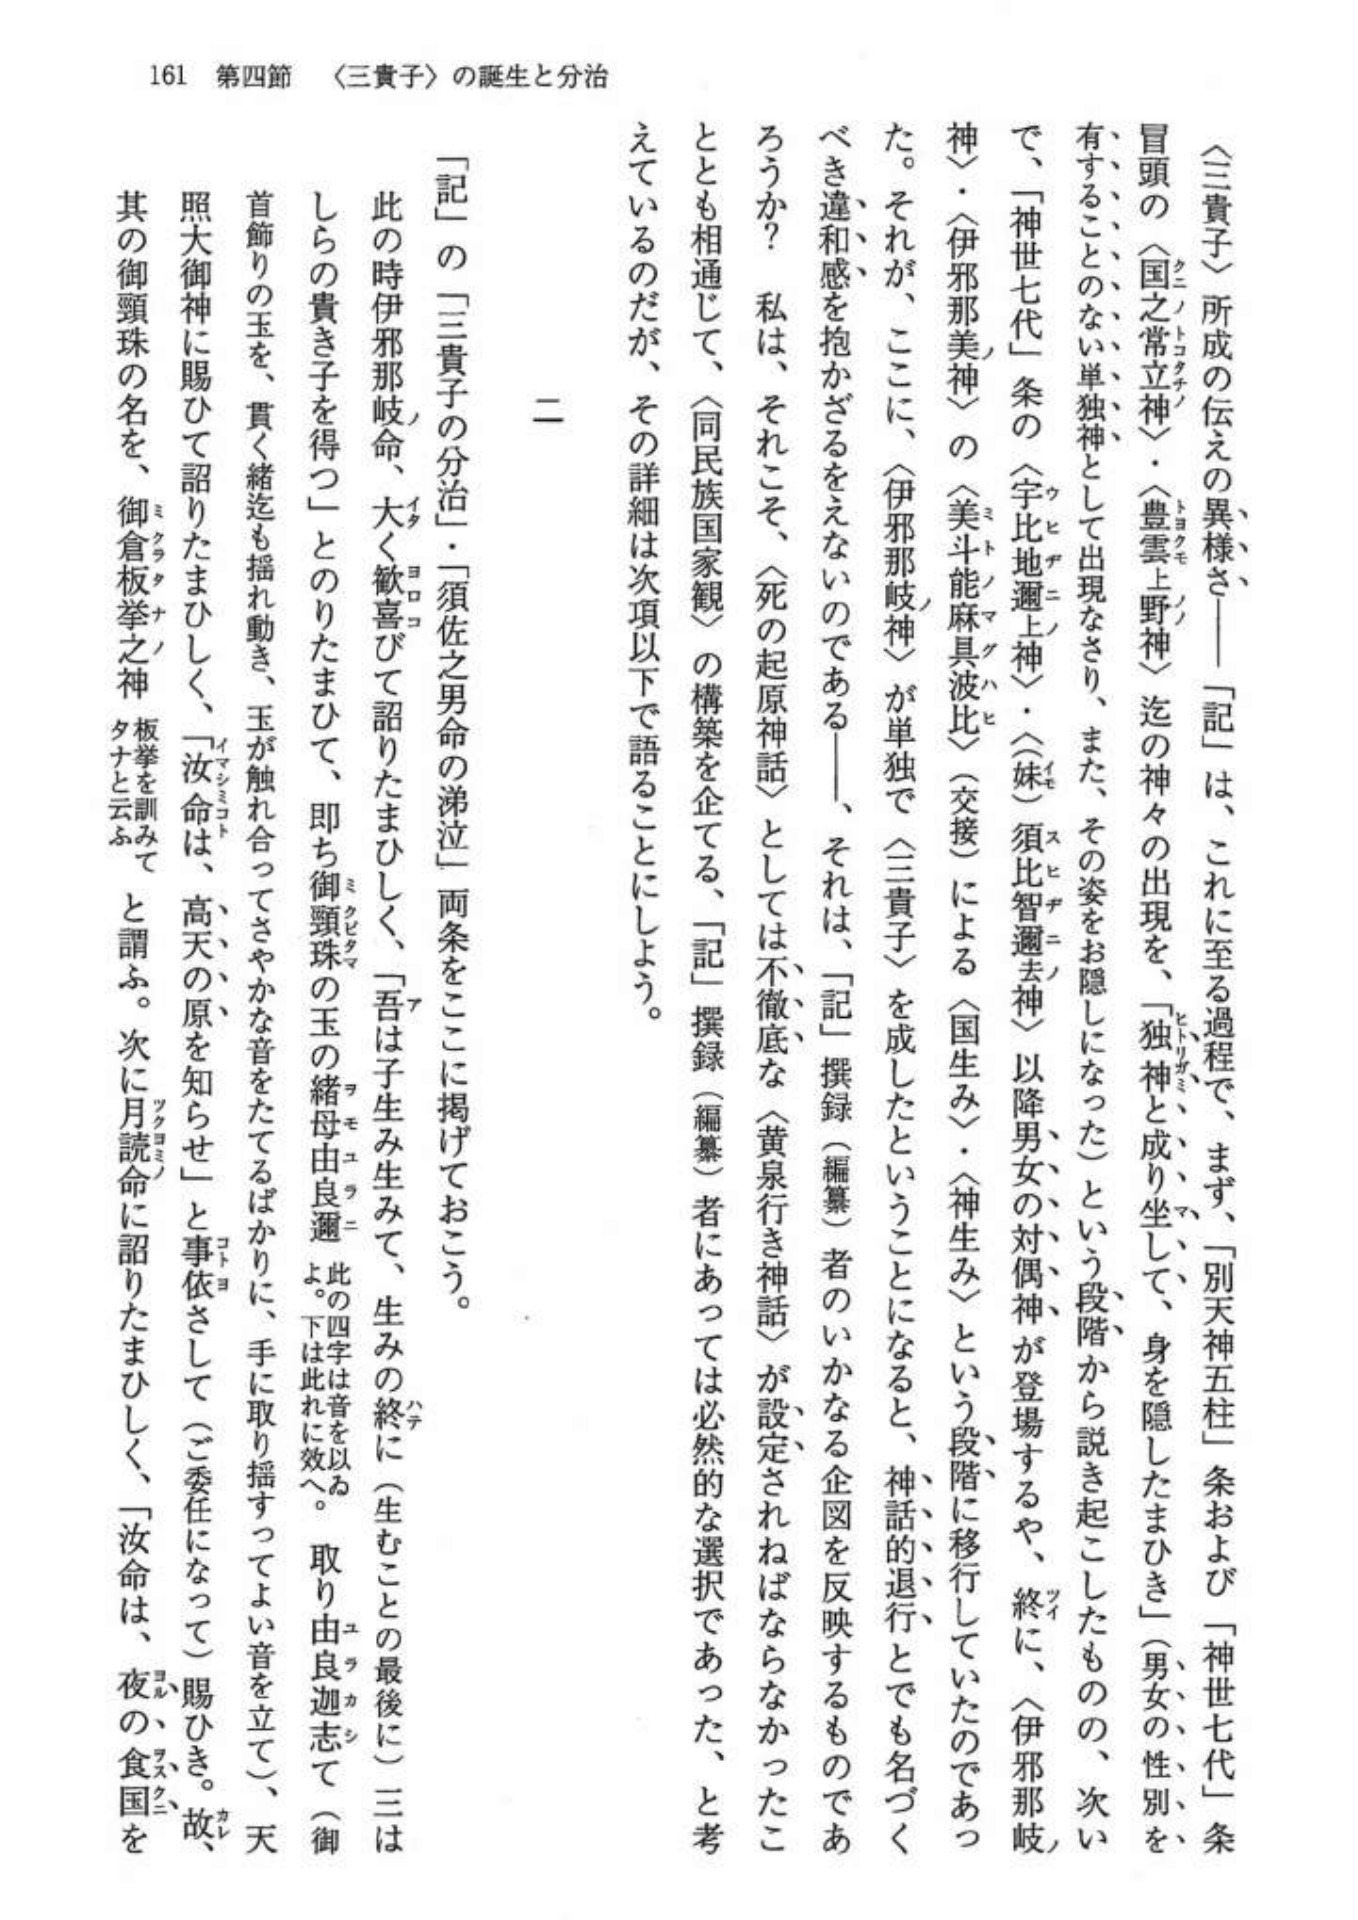 161　第四節　〈三貴子〉の誕生と分治
〈三貴子〉所成の伝えの異様さ――「記」は、これに至る過程で、まず、「別天神五柱」条および「神世七代」条
冒頭の〈国之常立神〉・〈豊雲上野神〉迄の神々の出現を、「独神と成り坐して、身を隠したまひき」（男女の性別を
有することのない単独神として出現なさり、また、その姿をお隠しになった）という段階から説き起こしたものの、次い
で、「神世七代」条の〈宇比地邇上神〉・〈（妹）須比智邇去神〉以降男女の対偶神が登場するや、終に、〈伊邪那岐
神〉・〈伊邪那美神〉の〈美斗能麻具波比〉（交接）による〈国生み〉・〈神生み〉という段階に移行していたのであっ
た。それが、ここに、〈伊邪那岐神〉が単独で〈三貴子〉を成したということになると、神話的退行とでも名づく
べき違和感を抱かざるをえないのである――、それは、「記」撰録（編纂）者のいかなる企図を反映するものであ
ろうか？　私は、それこそ、〈死の起原神話〉としては不徹底な〈黄泉行き神話〉が設定されねばならなかったこ
ととも相通じて、〈同民族国家観〉の構築を企てる、「記」撰録（編纂）者にあっては必然的な選択であった、と考
えているのだが、その詳細は次項以下で語ることにしよう。
二
「記」の「三貴子の分治」・「須佐之男命の涕泣」両条をここに掲げておこう。
此の時伊邪那岐命、大く歓喜びて詔りたまひしく、「吾は子生み生みて、生みの終に（生むことの最後に）三は
しらの貴き子を得つ」とのりたまひて、即ち御頸珠の玉の緒母由良邇此の四字は音を以ゐよ。下は此れに效へ。取り由良迦志て（御
首飾りの玉を、貫く緒迄も揺れ動き、玉が触れ合ってさやかな音をたてるばかりに、手に取り揺すってよい音を立て）、天
照大御神に賜ひて詔りたまひしく、「汝命は、高天の原を知らせ」と事依さして（ご委任になって）賜ひき。故、
其の御頸珠の名を、御倉板挙之神板挙を訓みてタナと云ふと謂ふ。次に月読命に詔りたまひしく、「汝命は、夜の食国を